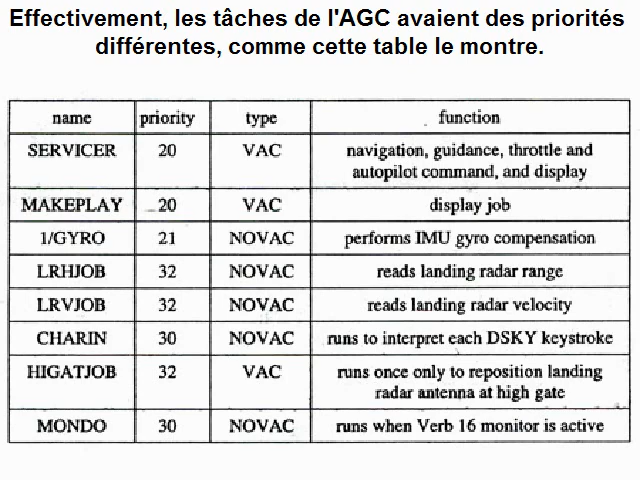 Effectivement, les tâches de l'AGC avaient des priorités
différentes, comme cette table le montre.
name priority type function
SERVICER 20 VAC navigation, guidance, throttle and
autopilot command, and display
MAKEPLAY 20 VAC display job
1/GYRO 21 NOVAC performs IMU gyro compensation
LRHJOB 32 NOVAC reads landing radar range
LRVJOB 32 NOVAC reads landing radar velocity
CHARIN 30 NOVAC runs to interpret each DSKY keystroke
HIGATJOB 32 VAC runs once only to reposition landing
radar antenna at high gate
MONDO 30 NOVAC runs when Verb 16 monitor is active